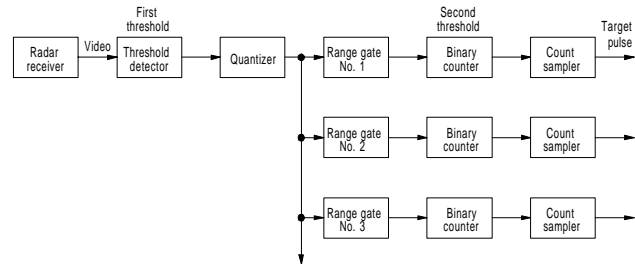 First
threshold
Second
threshold
Target
pulse
Radar
receiver
Video
Threshold
detector
Quantizer
Range gate
No. 1
Binary
counter
Count
sampler
Range gate
No. 2
Binary
counter
Count
sampler
Range gate
No. 3
Binary
counter
Count
sampler